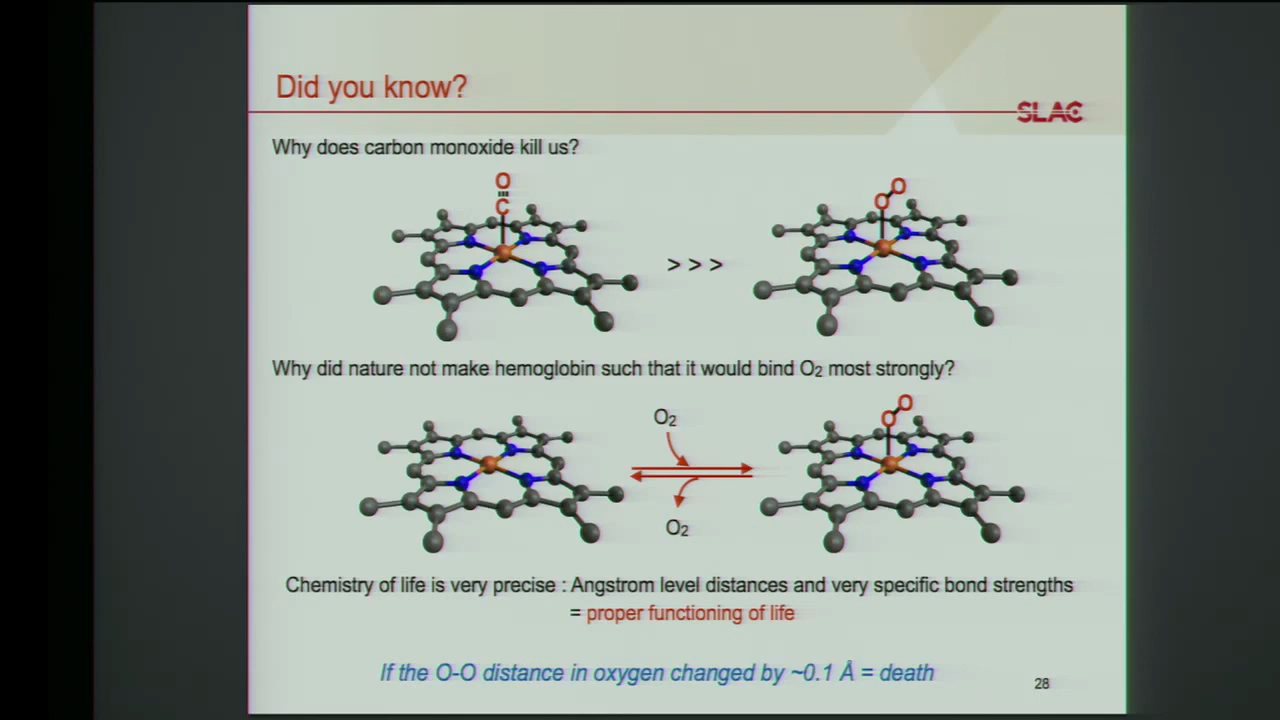 Did you know?
SLAC
Why does carbon monoxide kill us?
O
C
O
O
> > >
Why did nature not make hemoglobin such that it would bind O₂ most strongly?
O₂
O
O
O₂
Chemistry of life is very precise : Angstrom level distances and very specific bond strengths
= proper functioning of life
If the O-O distance in oxygen changed by ~0.1 Å = death
28